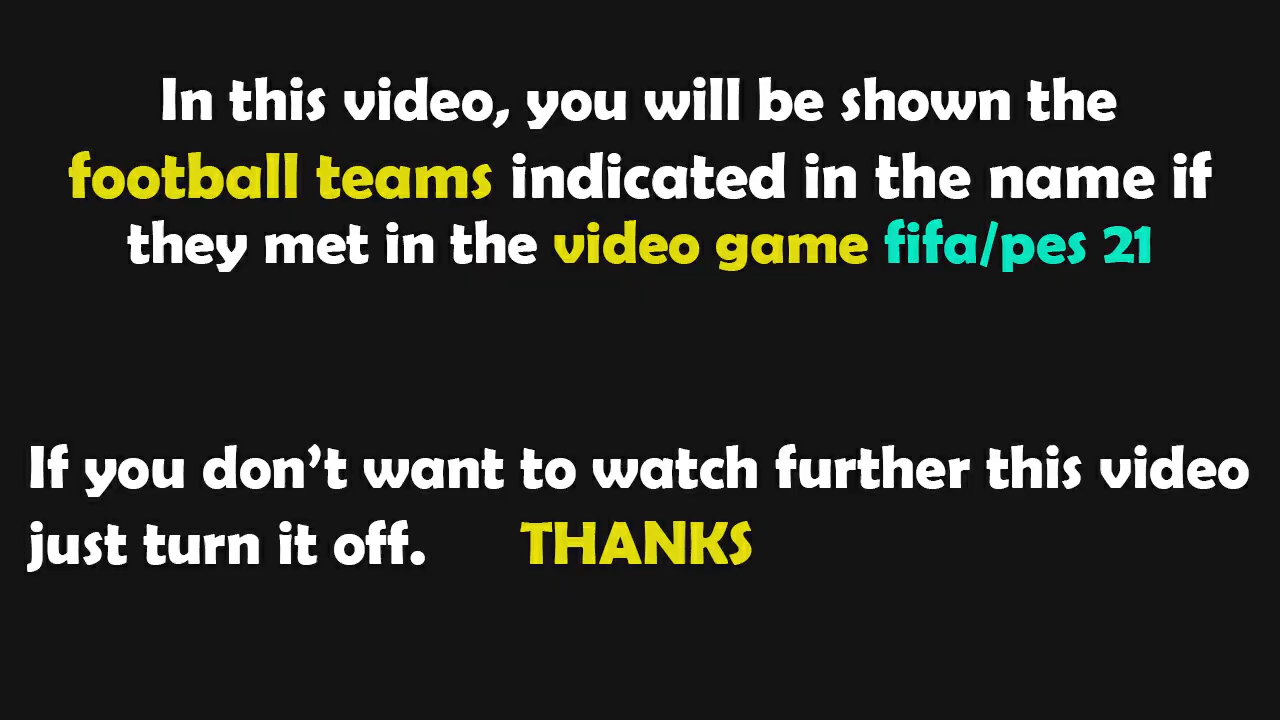 In this video, you will be shown the
football teams indicated in the name if
they met in the video game fifa/pes 21
If you don’t want to watch further this video
just turn it off. THANKS